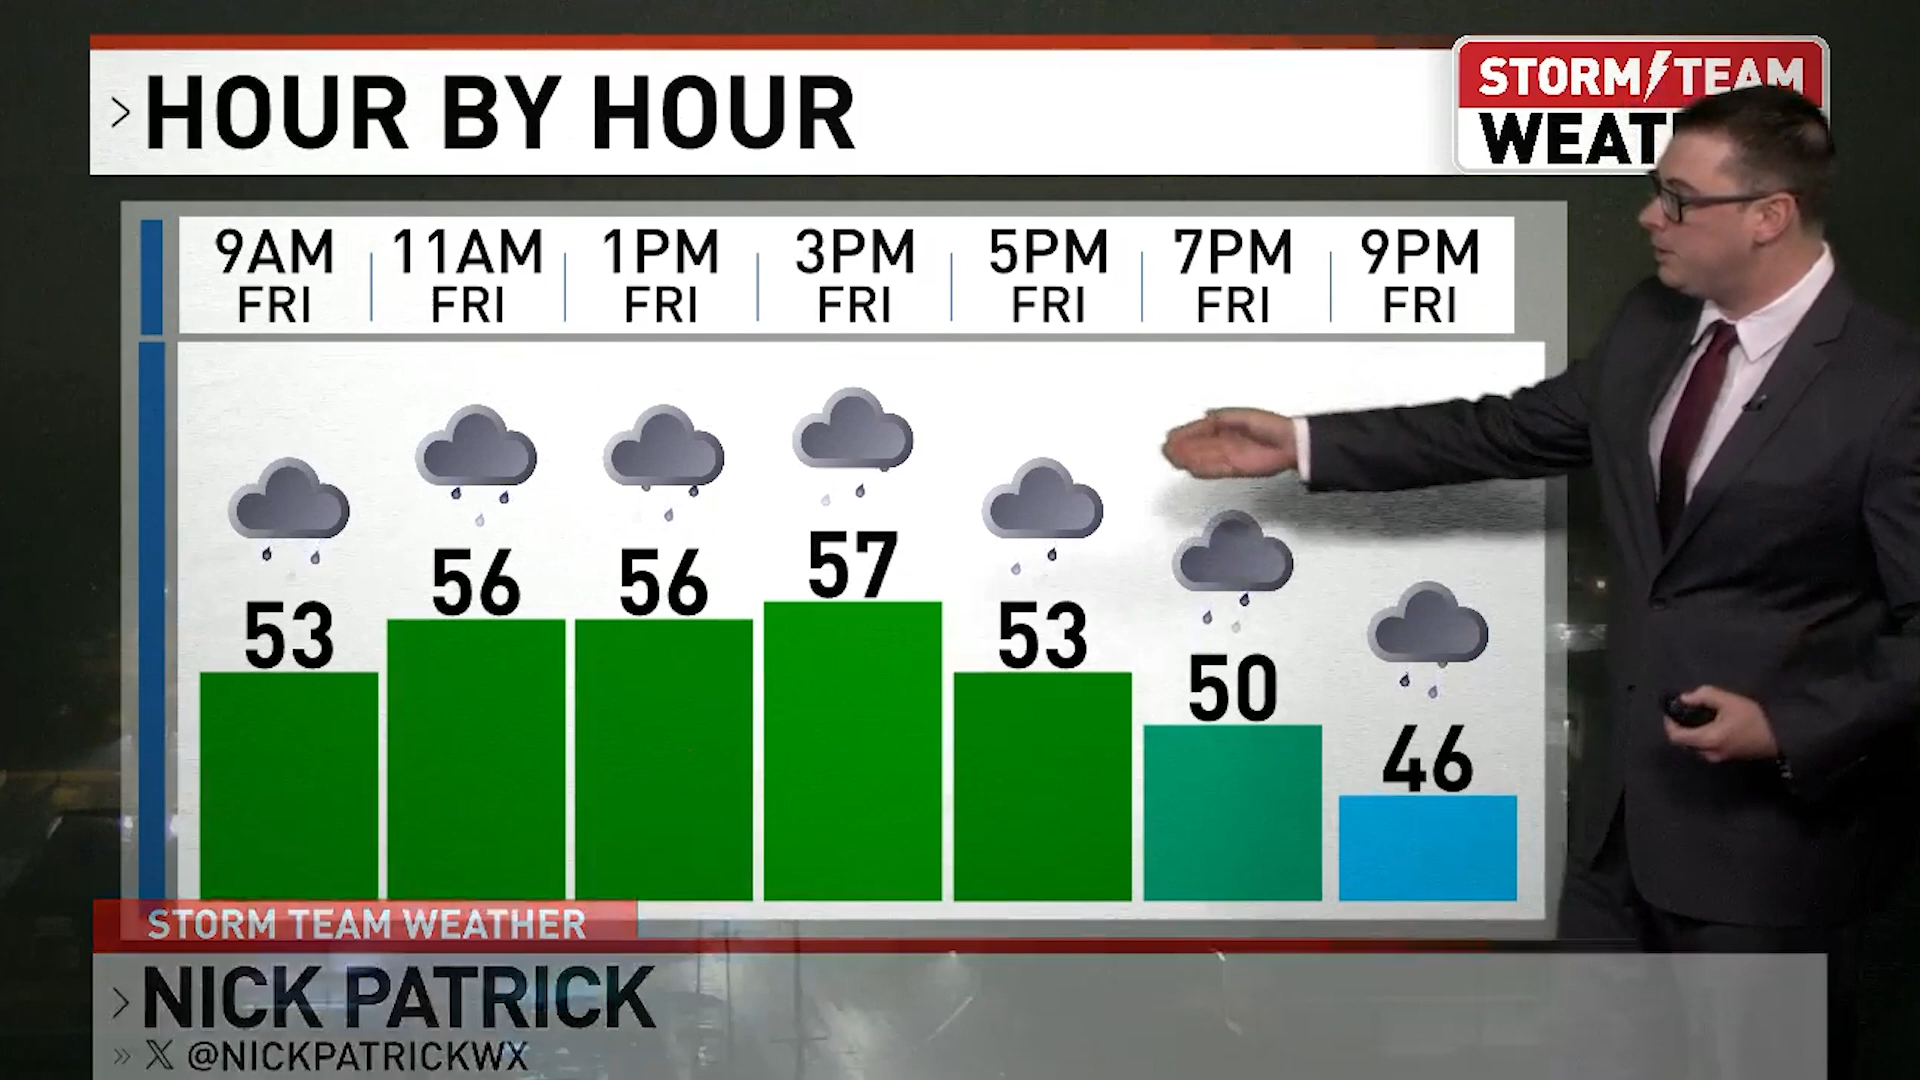 HOUR BY HOUR
STORM TEAM
9AM 11AM 1PM 3PM 5PM 7PM 9PM
FRI FRI FRI FRI FRI FRI FRI
53 56 56 57 53 50 46
STORM TEAM WEATHER
NICK PATRICK
X @NICKPATRICKWX